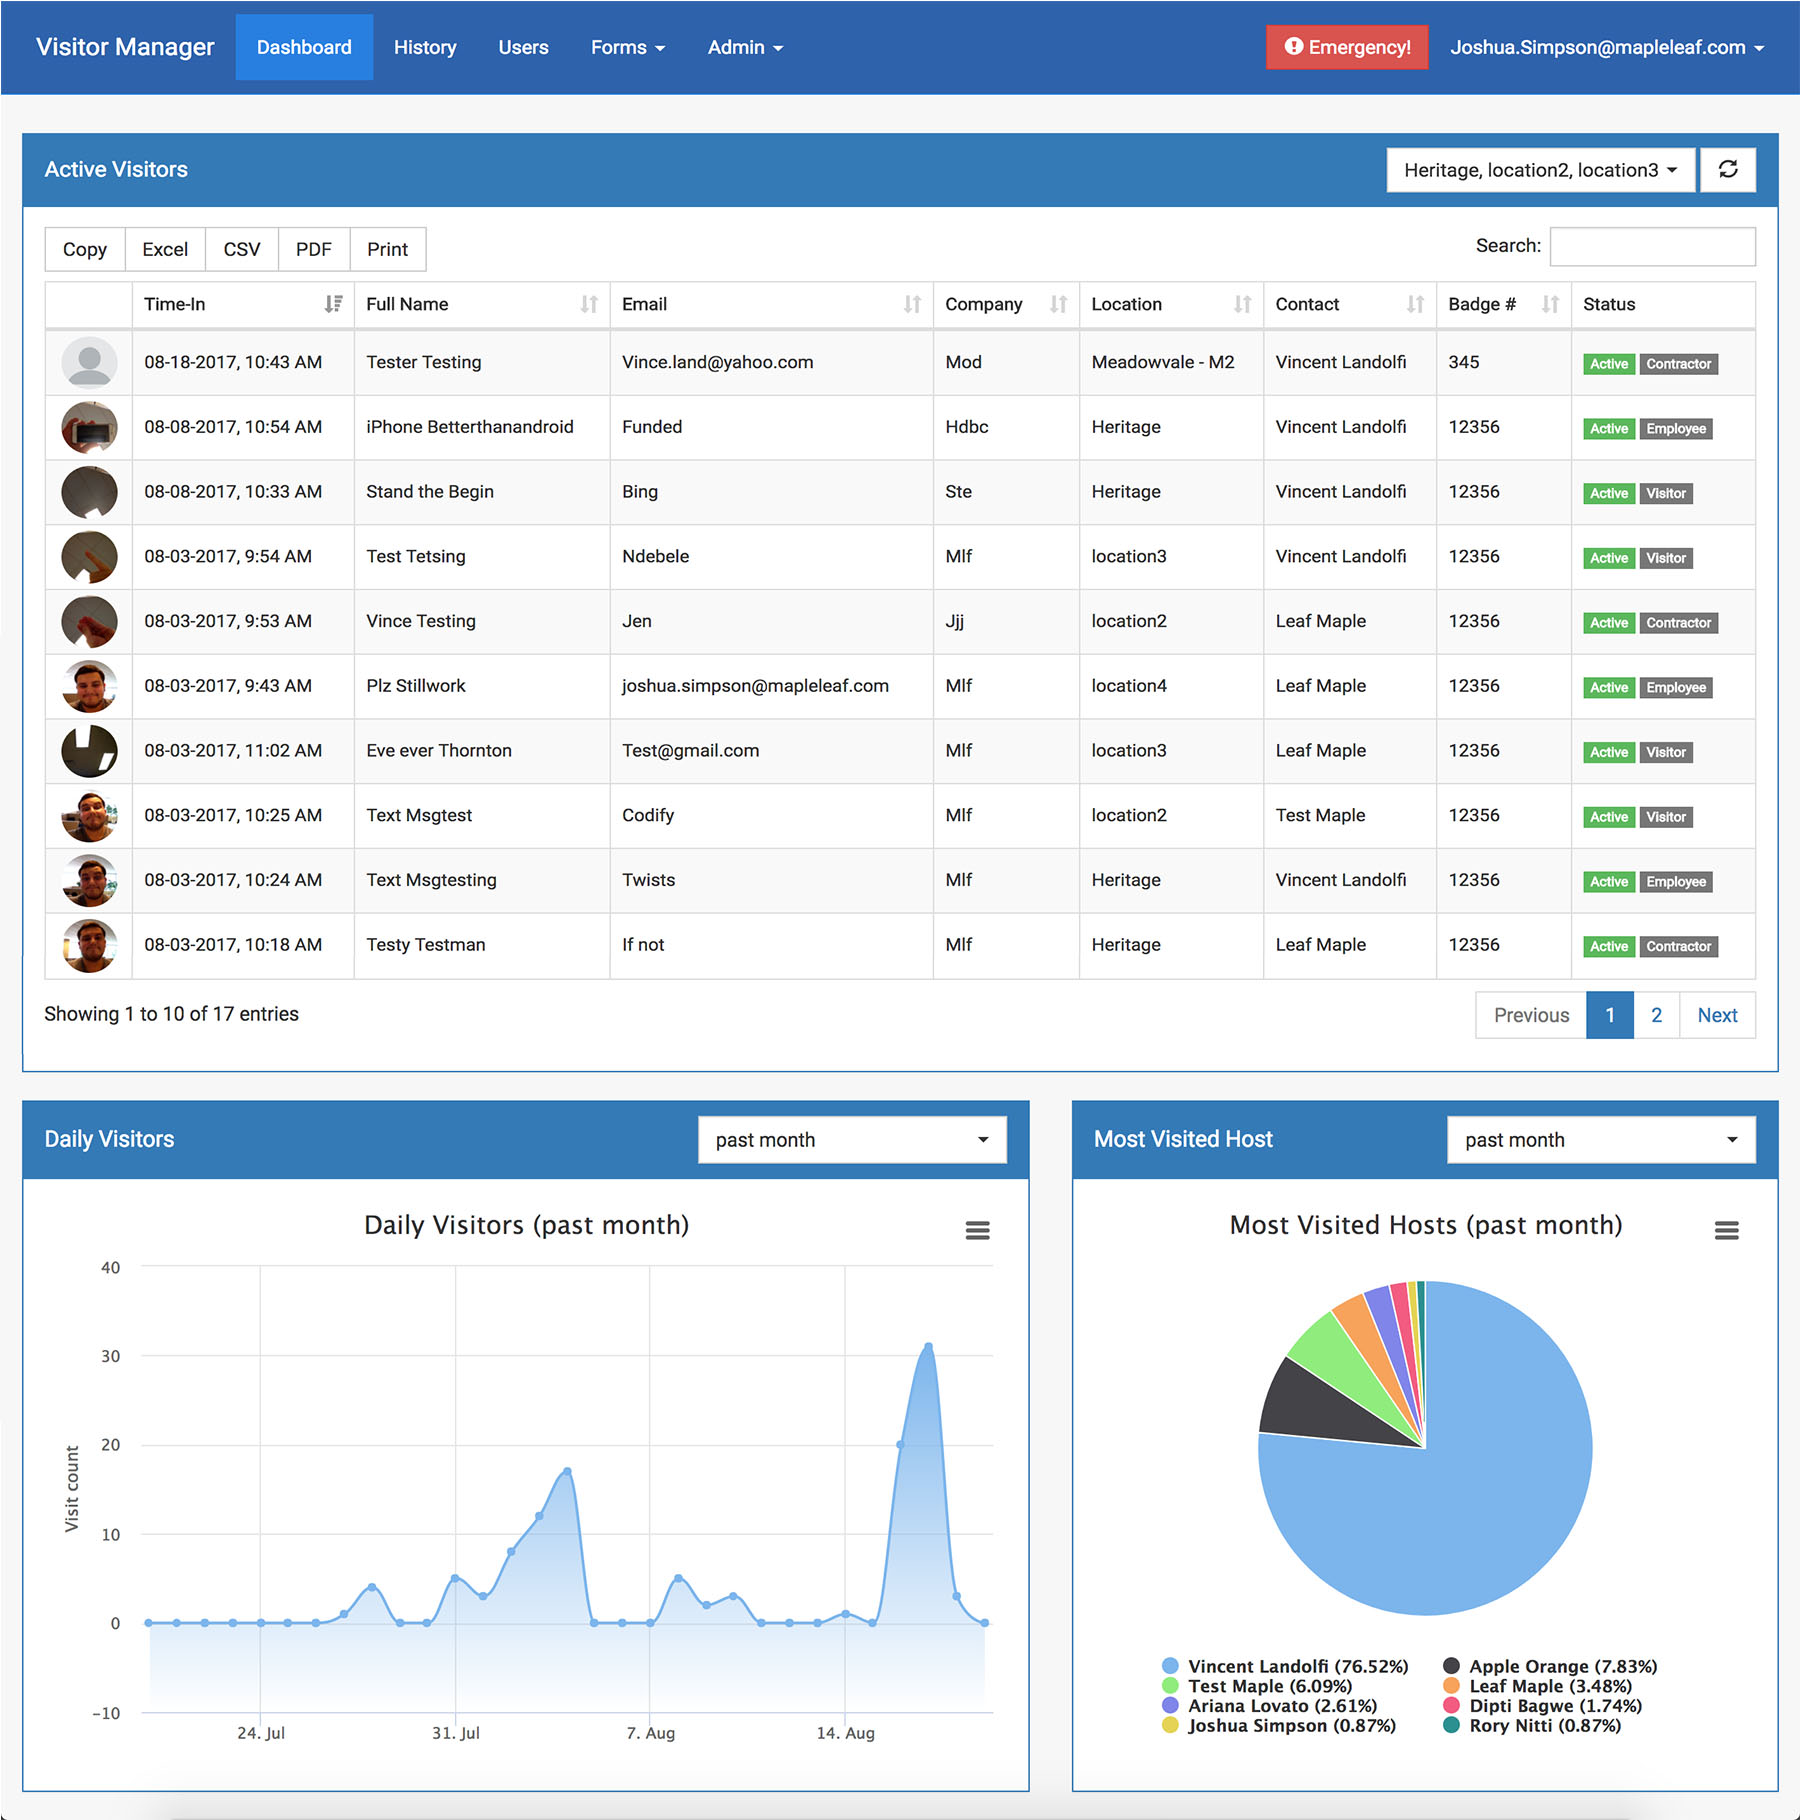 Visitor Manager Dashboard History Users Forms Admin Emergency! Joshua.Simpson@mapleleaf.com
Active Visitors Heritage, location2, location3
Copy Excel CSV PDF Print Search:
Time-In Full Name Email Company Location Contact Badge # Status
08-18-2017, 10:43 AM Tester Testing Vince.land@yahoo.com Mod Meadowvale - M2 Vincent Landolfi 345 Active Contractor
08-08-2017, 10:54 AM iPhone Betterthanandroid Funded Hdbc Heritage Vincent Landolfi 12356 Active Employee
08-08-2017, 10:33 AM Stand the Begin Bing Ste Heritage Vincent Landolfi 12356 Active Visitor
08-03-2017, 9:54 AM Test Tetsing Ndebele Mlf location3 Vincent Landolfi 12356 Active Visitor
08-03-2017, 9:53 AM Vince Testing Jen Jjj location2 Leaf Maple 12356 Active Contractor
08-03-2017, 9:43 AM Plz Stillwork joshua.simpson@mapleleaf.com Mlf location4 Leaf Maple 12356 Active Employee
08-03-2017, 11:02 AM Eve ever Thornton Test@gmail.com Mlf location3 Leaf Maple 12356 Active Visitor
08-03-2017, 10:25 AM Text Msgtest Codify Mlf location2 Test Maple 12356 Active Visitor
08-03-2017, 10:24 AM Text Msgtesting Twists Mlf Heritage Vincent Landolfi 12356 Active Employee
08-03-2017, 10:18 AM Testy Testman If not Mlf Heritage Leaf Maple 12356 Active Contractor
Showing 1 to 10 of 17 entries Previous 1 2 Next
Daily Visitors past month
Daily Visitors (past month)
40
30
20
10
0
-10
Visit count
24. Jul 31. Jul 7. Aug 14. Aug
Most Visited Host past month
Most Visited Hosts (past month)
Vincent Landolfi (76.52%) Apple Orange (7.83%)
Test Maple (6.09%) Leaf Maple (3.48%)
Ariana Lovato (2.61%) Dipti Bagwe (1.74%)
Joshua Simpson (0.87%) Rory Nitti (0.87%)